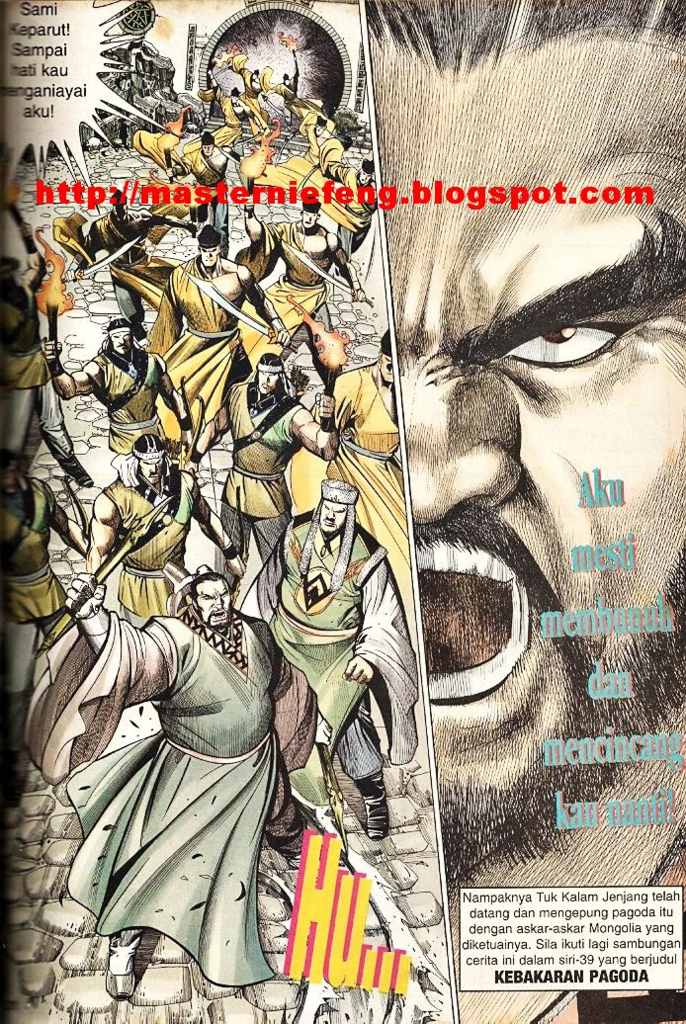 Sami
Keparut!
Sampai
hati kau
menganiayai
aku!
http://masterniefeng.blogspot.com
Aku
mesti
membunuh
dan
mencincang
kau nanti!
HU....
Nampaknya Tuk Kalam Jenjang telah
datang dan mengepung pagoda itu
dengan askar-askar Mongolia yang
diketuainya. Sila ikuti lagi sambungan
cerita ini dalam siri-39 yang berjudul
KEBAKARAN PAGODA